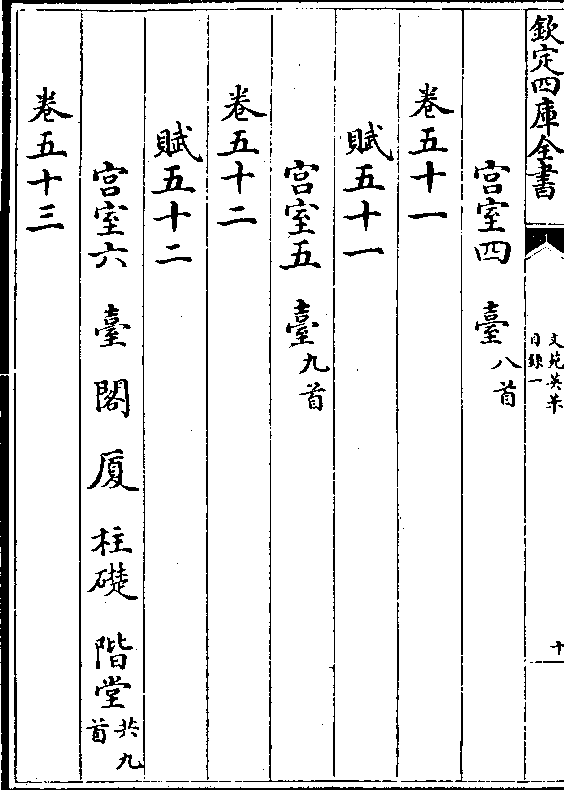 欽定四庫全書
文苑英華
目錄一
十
宮室四　臺八首
卷五十一
賦五十一
宮室五　臺九首
卷五十二
賦五十二
宮室六　臺　閣　厦　柱礎　階堂共九首
卷五十三